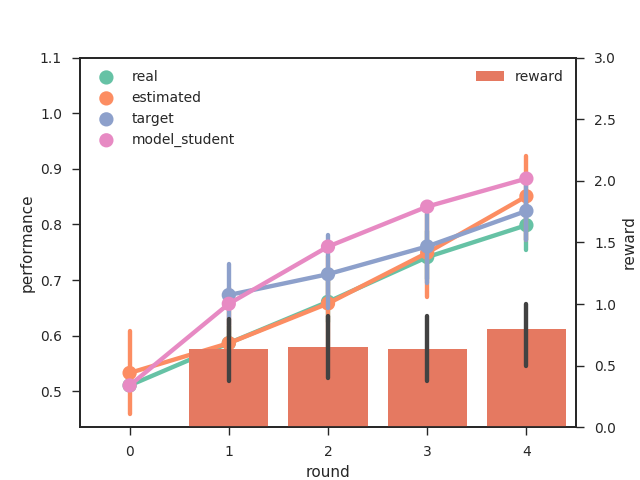 real
estimated
target
model_student
reward
performance
1.1
1.0
0.9
0.8
0.7
0.6
0.5
3.0
2.5
2.0
1.5
1.0
0.5
0.0
reward
0 1 2 3 4
round